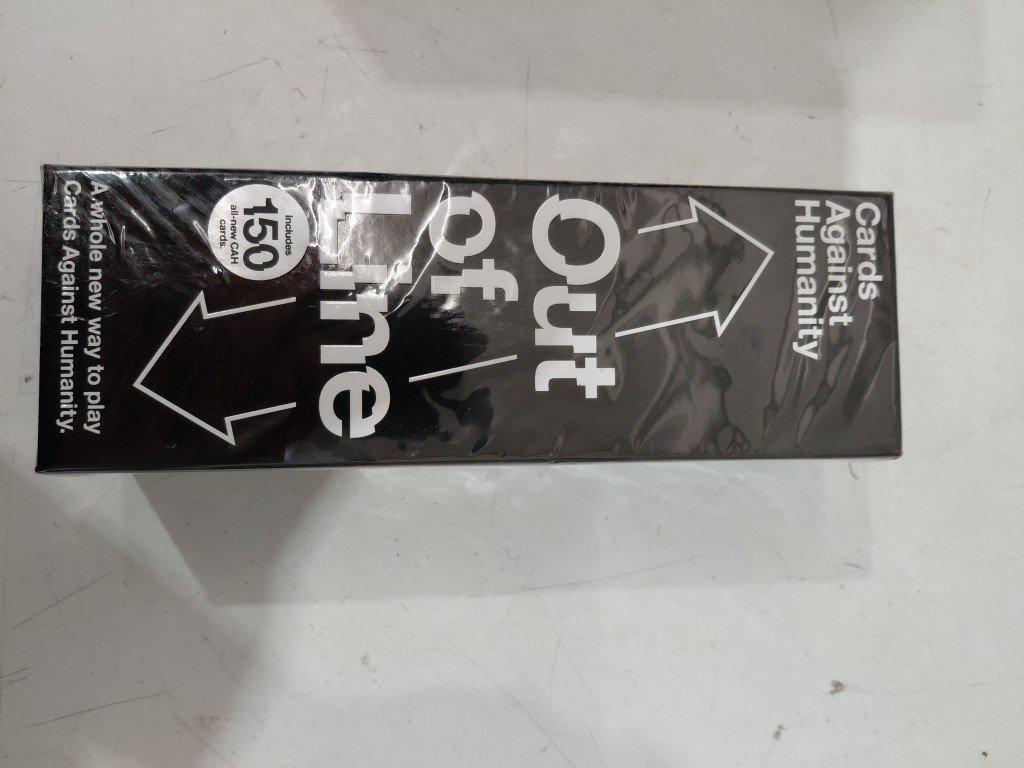 Cards
Against
Humanity
Out
of
Line
Includes
150
all-new CAH
cards.
A whole new way to play
Cards Against Humanity.